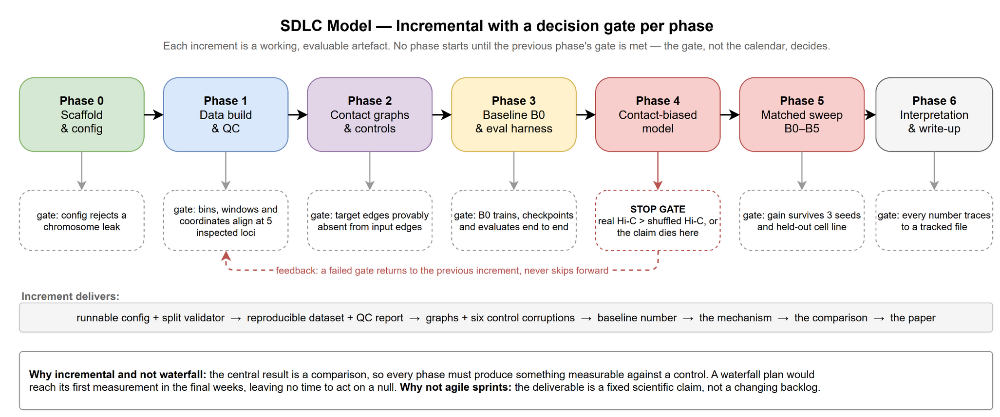 SDLC Model — Incremental with a decision gate per phase
Each increment is a working, evaluable artefact. No phase starts until the previous phase's gate is met — the gate, not the calendar, decides.
Phase 0
Scaffold
& config
Phase 1
Data build
& QC
Phase 2
Contact graphs
& controls
Phase 3
Baseline B0
& eval harness
Phase 4
Contact-biased
model
Phase 5
Matched sweep
B0–B5
Phase 6
Interpretation
& write-up
gate: config rejects a
chromosome leak
gate: bins, windows and
coordinates align at 5
inspected loci
gate: target edges provably
absent from input edges
gate: B0 trains, checkpoints
and evaluates end to end
STOP GATE
real Hi-C > shuffled Hi-C, or
the claim dies here
gate: gain survives 3 seeds
and held-out cell line
gate: every number traces
to a tracked file
feedback: a failed gate returns to the previous increment, never skips forward
Increment delivers:
runnable config + split validator → reproducible dataset + QC report → graphs + six control corruptions → baseline number → the mechanism → the comparison → the paper
Why incremental and not waterfall: the central result is a comparison, so every phase must produce something measurable against a control. A waterfall plan would
reach its first measurement in the final weeks, leaving no time to act on a null. Why not agile sprints: the deliverable is a fixed scientific claim, not a changing backlog.